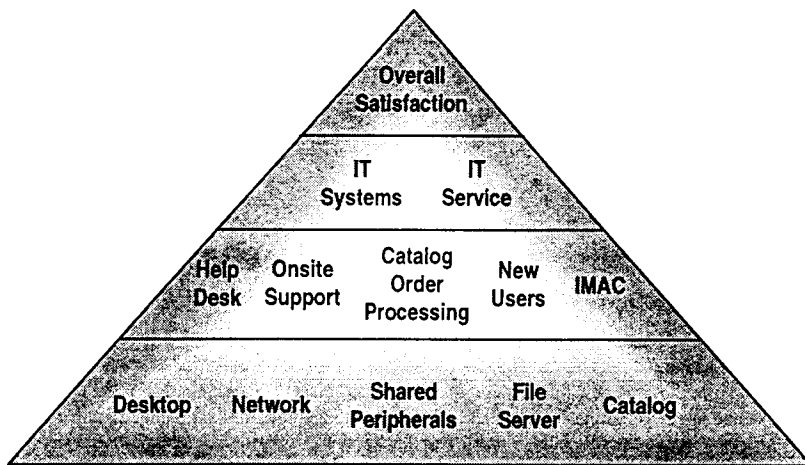 Overall
Satisfaction
IT
Systems
IT
Service
Help
Desk
Onsite
Support
Catalog
Order
Processing
New
Users
IMAC
Desktop
Network
Shared
Peripherals
File
Server
Catalog